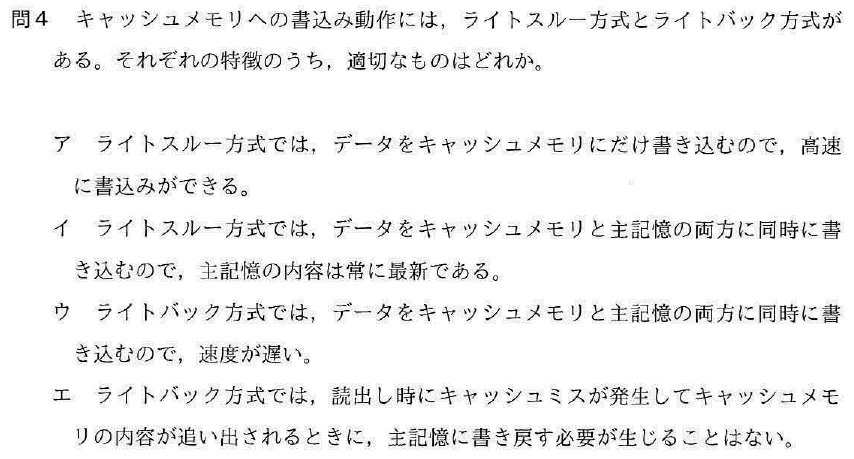 問4 キャッシュメモリへの書込み動作には，ライトスルー方式とライトバック方式が
ある。それぞれの特徴のうち，適切なものはどれか。
ア ライトスルー方式では，データをキャッシュメモリにだけ書き込むので，高速
に書込みができる。
イ ライトスルー方式では，データをキャッシュメモリと主記憶の両方に同時に書
き込むので，主記憶の内容は常に最新である。
ウ ライトバック方式では，データをキャッシュメモリと主記憶の両方に同時に書
き込むので，速度が遅い。
エ ライトバック方式では，読出し時にキャッシュミスが発生してキャッシュメモ
リの内容が追い出されるときに，主記憶に書き戻す必要が生じることはない。